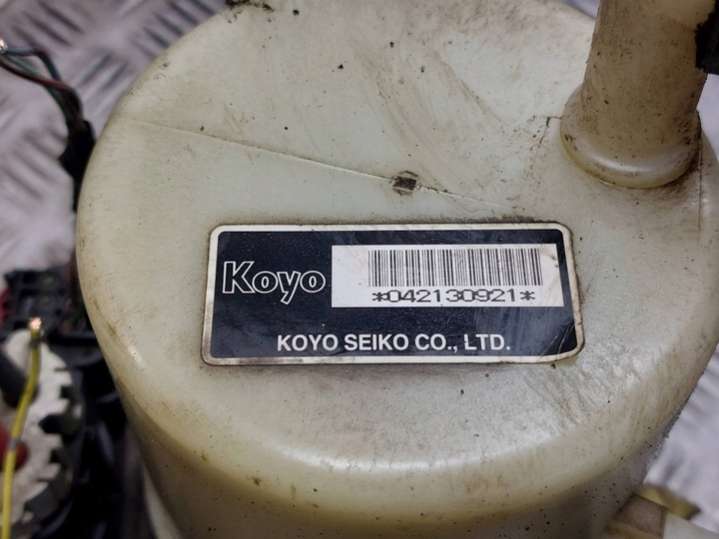 Koyo
*042130921*
KOYO SEIKO CO., LTD.